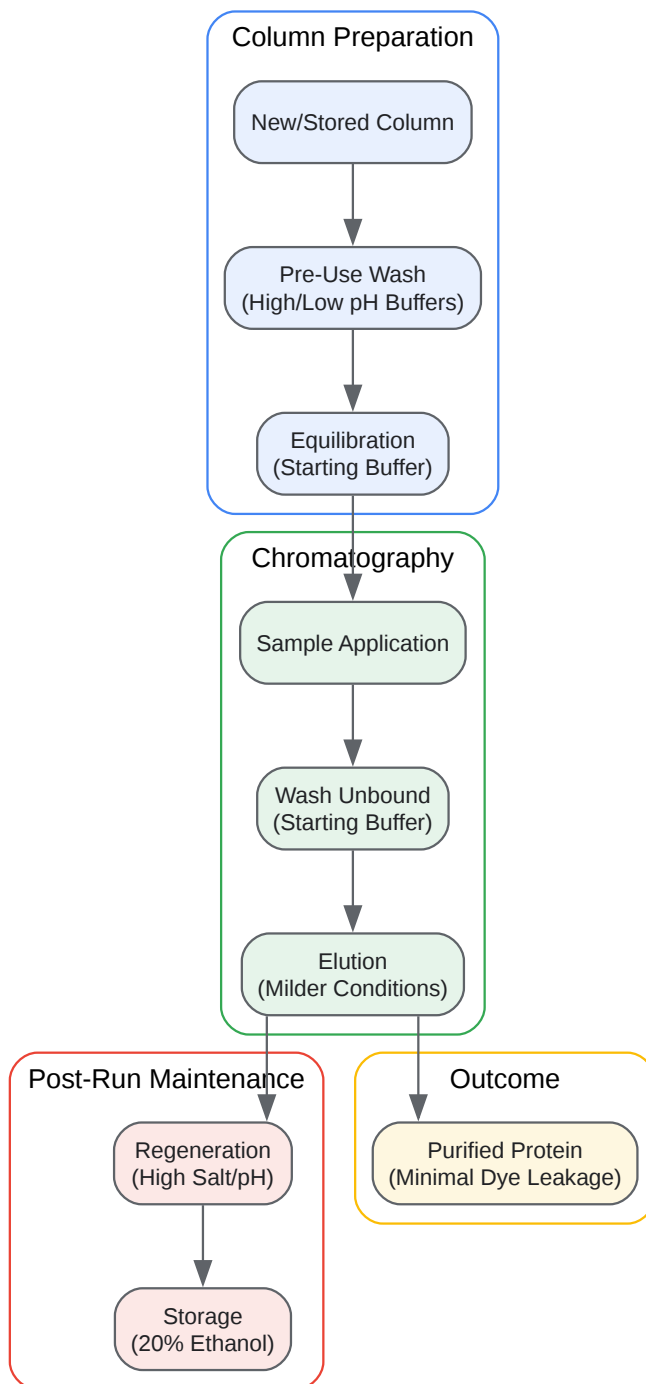 Column Preparation
New/Stored Column
Pre-Use Wash
(High/Low pH Buffers)
Equilibration
(Starting Buffer)
Chromatography
Sample Application
Wash Unbound
(Starting Buffer)
Elution
(Milder Conditions)
Post-Run Maintenance
Regeneration
(High Salt/pH)
Storage
(20% Ethanol)
Outcome
Purified Protein
(Minimal Dye Leakage)